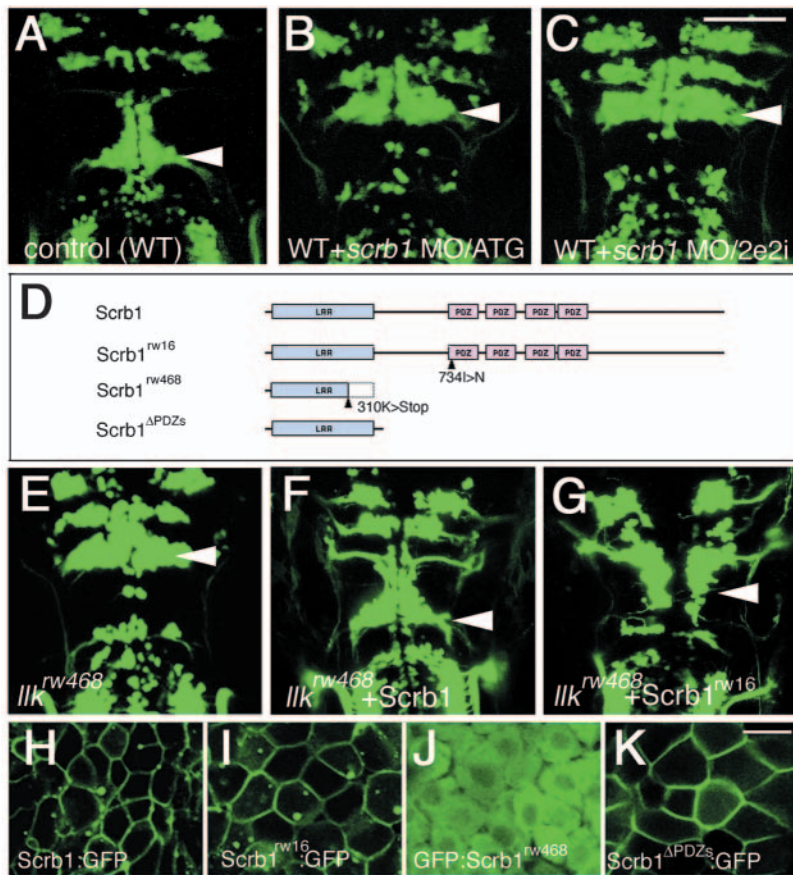 A
control (WT)
B
WT+scrb1 MO/ATG
C
WT+scrb1 MO/2e2i
D
Scrb1
LRR
PDZ PDZ PDZ PDZ
Scrb1rw16
LRR
PDZ PDZ PDZ PDZ
734I>N
Scrb1rw468
LRR
310K>Stop
Scrb1ΔPDZs
LRR
E
llkrw468
F
llkrw468
+Scrb1
G
llkrw468
+Scrb1rw16
H
Scrb1:GFP
I
Scrb1rw16:GFP
J
GFP:Scrb1rw468
K
Scrb1ΔPDZs:GFP